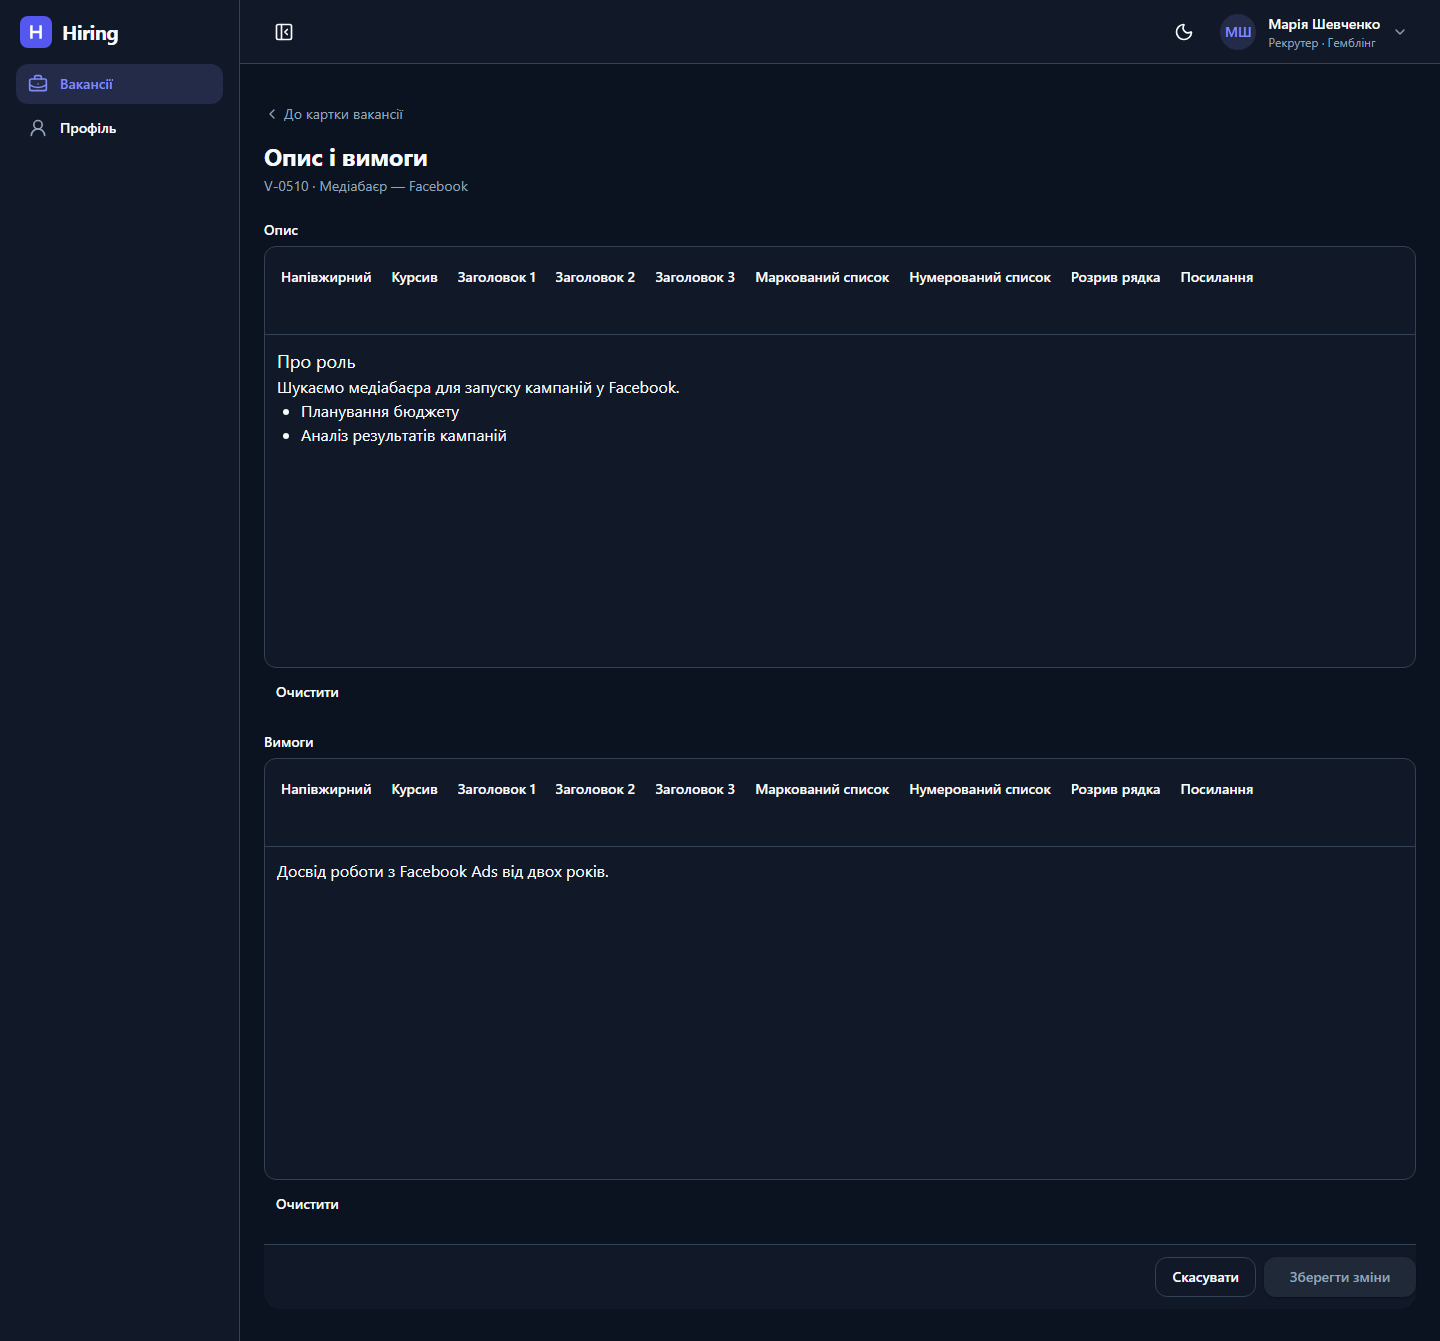 H Hiring
Вакансії
Профіль
МШ
Марія Шевченко
Рекрутер · Гемблінг
До картки вакансії
Опис і вимоги
V-0510 · Медіабаєр — Facebook
Опис
Напівжирний Курсив Заголовок 1 Заголовок 2 Заголовок 3 Маркований список Нумерований список Розрив рядка Посилання
Про роль
Шукаємо медіабаєра для запуску кампаній у Facebook.
Планування бюджету
Аналіз результатів кампаній
Очистити
Вимоги
Напівжирний Курсив Заголовок 1 Заголовок 2 Заголовок 3 Маркований список Нумерований список Розрив рядка Посилання
Досвід роботи з Facebook Ads від двох років.
Очистити
Скасувати Зберегти зміни